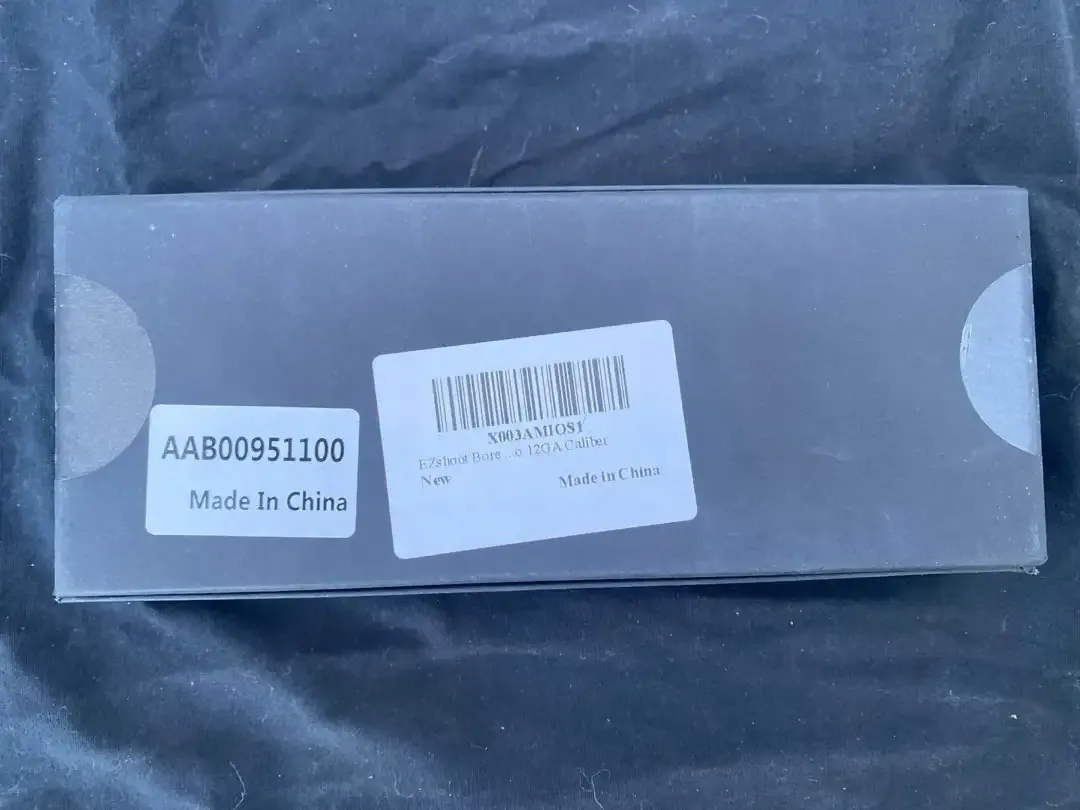 AAB00951100
Made In China
X003AMIOS1
EZshoot Bore ... o 12GA Caliber
New
Made In China